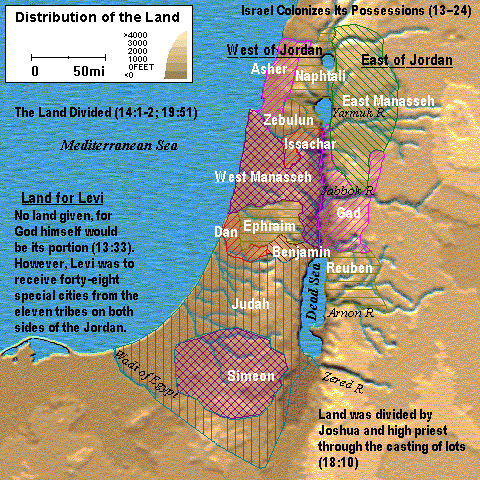 Distribution of the Land
>4000
3000
2000
1000
0FEET
<0
0 50mi
Israel Colonizes Its Possessions (13–24)
West of Jordan
East of Jordan
Asher
Naphtali
East Manasseh
Yarmuk R
The Land Divided (14:1-2; 19:51)
Zebulun
Mediterranean Sea
Issachar
West Manasseh
Jabbok R
Land for Levi
No land given, for
God himself would
be its portion (13:33).
However, Levi was to
receive forty-eight
special cities from the
eleven tribes on both
sides of the Jordan.
Gad
Dan
Ephraim
Benjamin
Reuben
Dead Sea
Judah
Arnon R
Wadi of Egypt
Simeon
Zered R
Land was divided by
Joshua and high priest
through the casting of lots
(18:10)